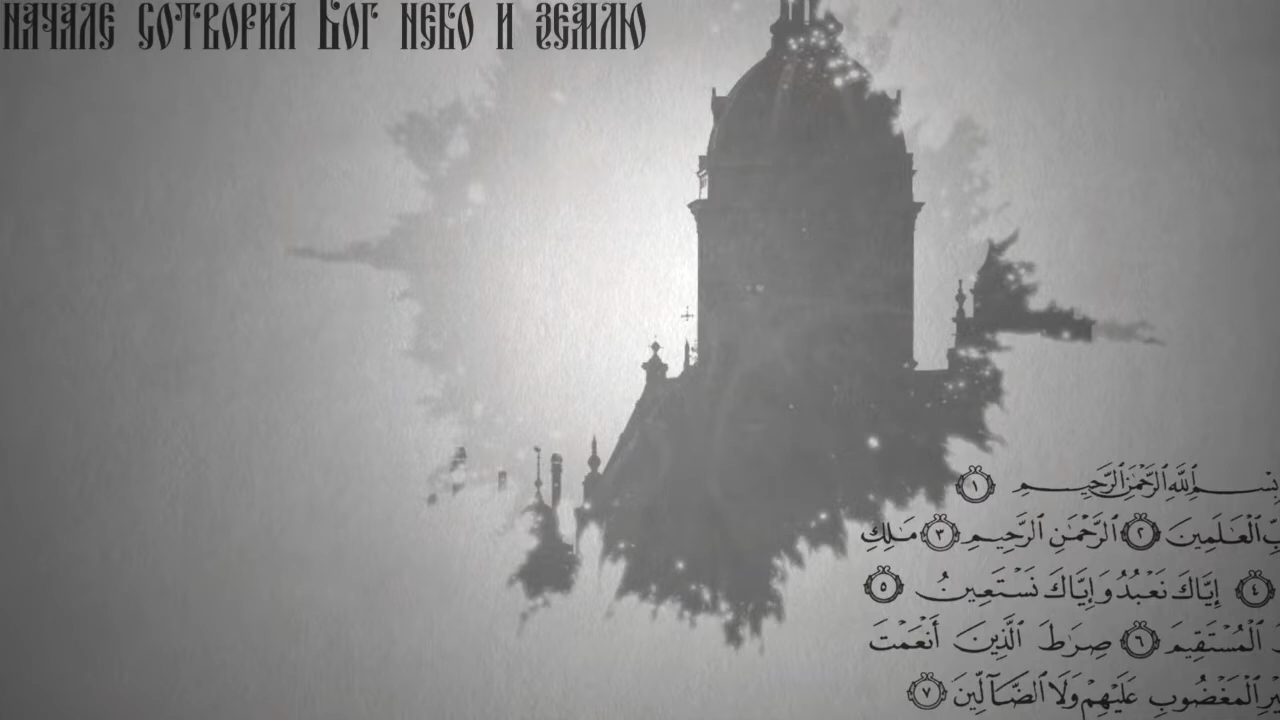 НАЧАЛЕ СОТВОРИЛ БОГ НЕБО И ЗЕМЛЮ
بِسْمِ ٱللَّهِ ٱلرَّحْمَٰنِ ٱلرَّحِيمِ ١
ٱلْعَٰلَمِينَ ٢ ٱلرَّحْمَٰنِ ٱلرَّحِيمِ ٣ مَٰلِكِ
٤ إِيَّاكَ نَعْبُدُ وَإِيَّاكَ نَسْتَعِينُ ٥
ٱلْمُسْتَقِيمَ ٦ صِرَٰطَ ٱلَّذِينَ أَنْعَمْتَ
ٱلْمَغْضُوبِ عَلَيْهِمْ وَلَا ٱلضَّآلِّينَ ٧